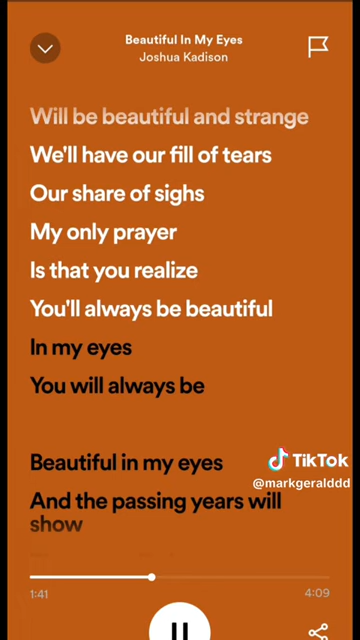 Beautiful In My Eyes
Joshua Kadison
Will be beautiful and strange
We'll have our fill of tears
Our share of sighs
My only prayer
Is that you realize
You'll always be beautiful
In my eyes
You will always be
Beautiful in my eyes
And the passing years will
show
TikTok
@markgeralddd
1:41
4:09